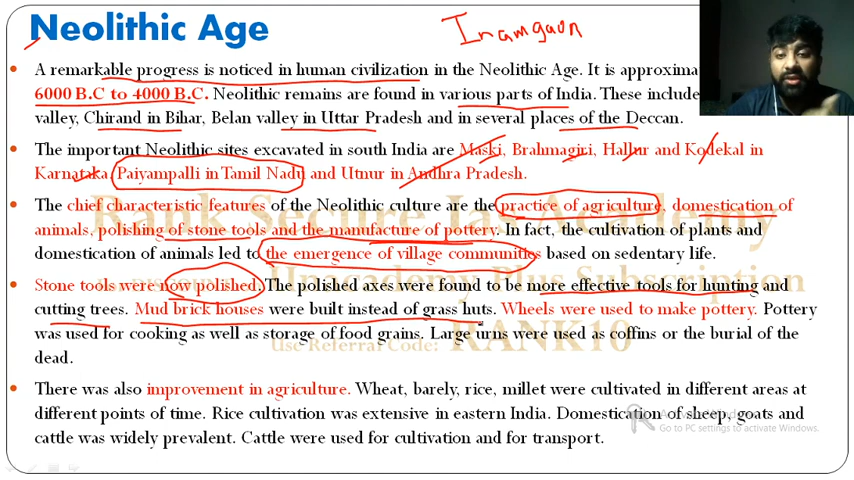 Neolithic Age
Inamgaon
• A remarkable progress is noticed in human civilization in the Neolithic Age. It is approxima
6000 B.C to 4000 B.C. Neolithic remains are found in various parts of India. These include
valley, Chirand in Bihar, Belan valley in Uttar Pradesh and in several places of the Deccan.
• The important Neolithic sites excavated in south India are Maski, Brahmagiri, Hallur and Kodekal in
Karnataka, Paiyampalli in Tamil Nadu and Utnur in Andhra Pradesh.
• The chief characteristic features of the Neolithic culture are the practice of agriculture, domestication of
animals, polishing of stone tools and the manufacture of pottery. In fact, the cultivation of plants and
domestication of animals led to the emergence of village communities based on sedentary life.
• Stone tools were now polished. The polished axes were found to be more effective tools for hunting and
cutting trees. Mud brick houses were built instead of grass huts. Wheels were used to make pottery. Pottery
was used for cooking as well as storage of food grains. Large urns were used as coffins or the burial of the
dead.
• There was also improvement in agriculture. Wheat, barely, rice, millet were cultivated in different areas at
different points of time. Rice cultivation was extensive in eastern India. Domestication of sheep, goats and
cattle was widely prevalent. Cattle were used for cultivation and for transport.
Rank Secure Ias Academy
Unacademy Plus Subscription
Use Referral Code: RANK10
Activate Windows
Go to PC settings to activate Windows.